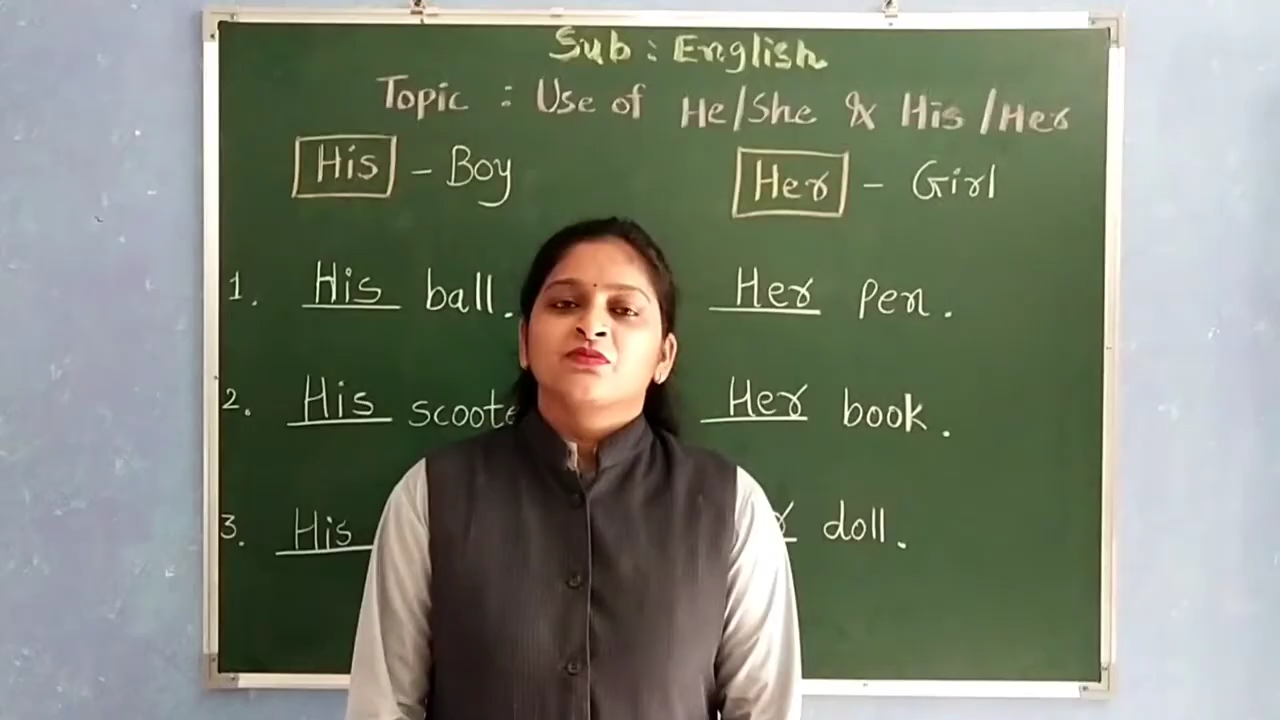 Sub : English
Topic : Use of He/She & His/Her
His - Boy Her - Girl
1. His ball. Her pen.
2. His Her book.
3. His doll.